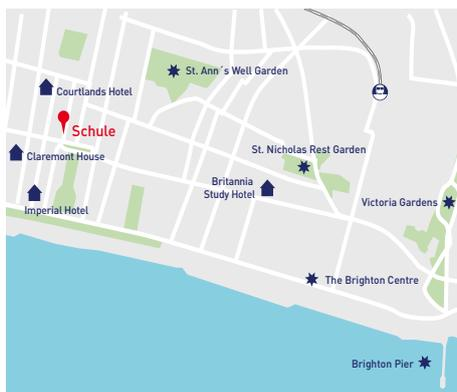 St. Ann´s Well Garden
Courtlands Hotel
Schule
St. Nicholas Rest Garden
Claremont House
Britannia
Study Hotel
Imperial Hotel
Victoria Gardens
The Brighton Centre
Brighton Pier